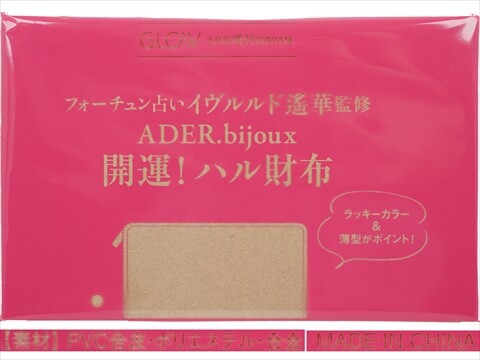 GLOW
フォーチュン占いイヴルルド遙華監修
ADER.bijoux
開運!ハル財布
ラッキーカラー
&
薄型がポイント!
【素材】PVC合皮・ポリエステル・合金
MADE IN CHINA